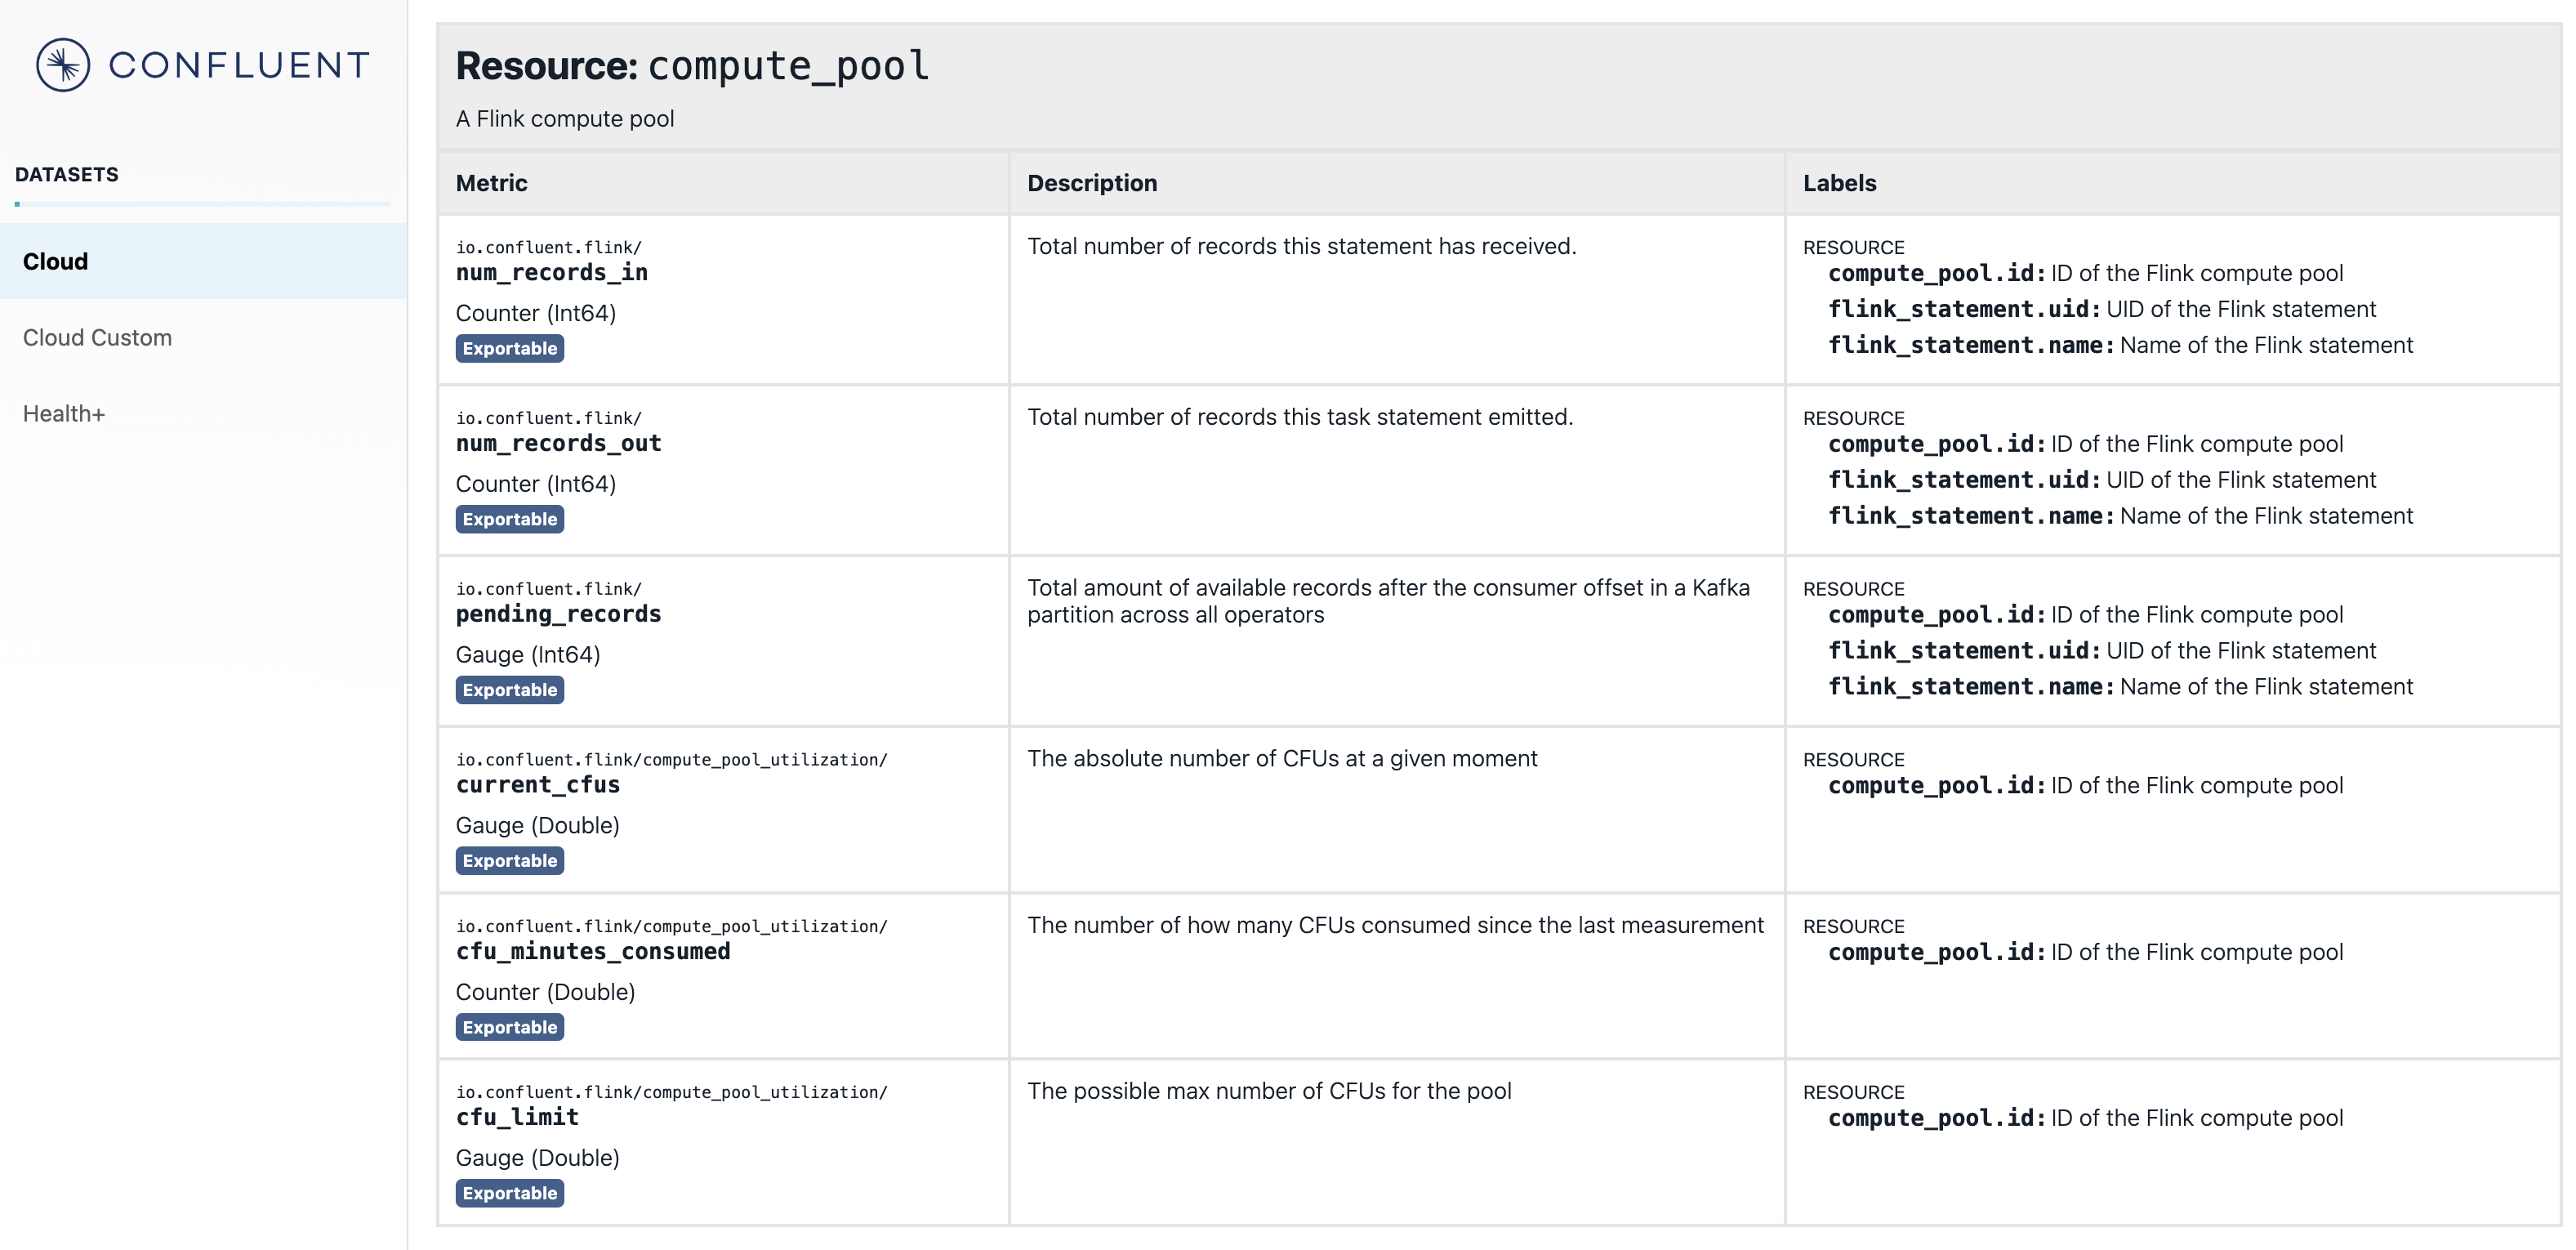 CONFLUENT
DATASETS
Cloud
Cloud Custom
Health+
Resource: compute_pool
A Flink compute pool
Metric
Description
Labels
io.confluent.flink/
num_records_in
Counter (Int64)
Exportable
Total number of records this statement has received.
RESOURCE
compute_pool.id: ID of the Flink compute pool
flink_statement.uid: UID of the Flink statement
flink_statement.name: Name of the Flink statement
io.confluent.flink/
num_records_out
Counter (Int64)
Exportable
Total number of records this task statement emitted.
RESOURCE
compute_pool.id: ID of the Flink compute pool
flink_statement.uid: UID of the Flink statement
flink_statement.name: Name of the Flink statement
io.confluent.flink/
pending_records
Gauge (Int64)
Exportable
Total amount of available records after the consumer offset in a Kafka
partition across all operators
RESOURCE
compute_pool.id: ID of the Flink compute pool
flink_statement.uid: UID of the Flink statement
flink_statement.name: Name of the Flink statement
io.confluent.flink/compute_pool_utilization/
current_cfus
Gauge (Double)
Exportable
The absolute number of CFUs at a given moment
RESOURCE
compute_pool.id: ID of the Flink compute pool
io.confluent.flink/compute_pool_utilization/
cfu_minutes_consumed
Counter (Double)
Exportable
The number of how many CFUs consumed since the last measurement
RESOURCE
compute_pool.id: ID of the Flink compute pool
io.confluent.flink/compute_pool_utilization/
cfu_limit
Gauge (Double)
Exportable
The possible max number of CFUs for the pool
RESOURCE
compute_pool.id: ID of the Flink compute pool